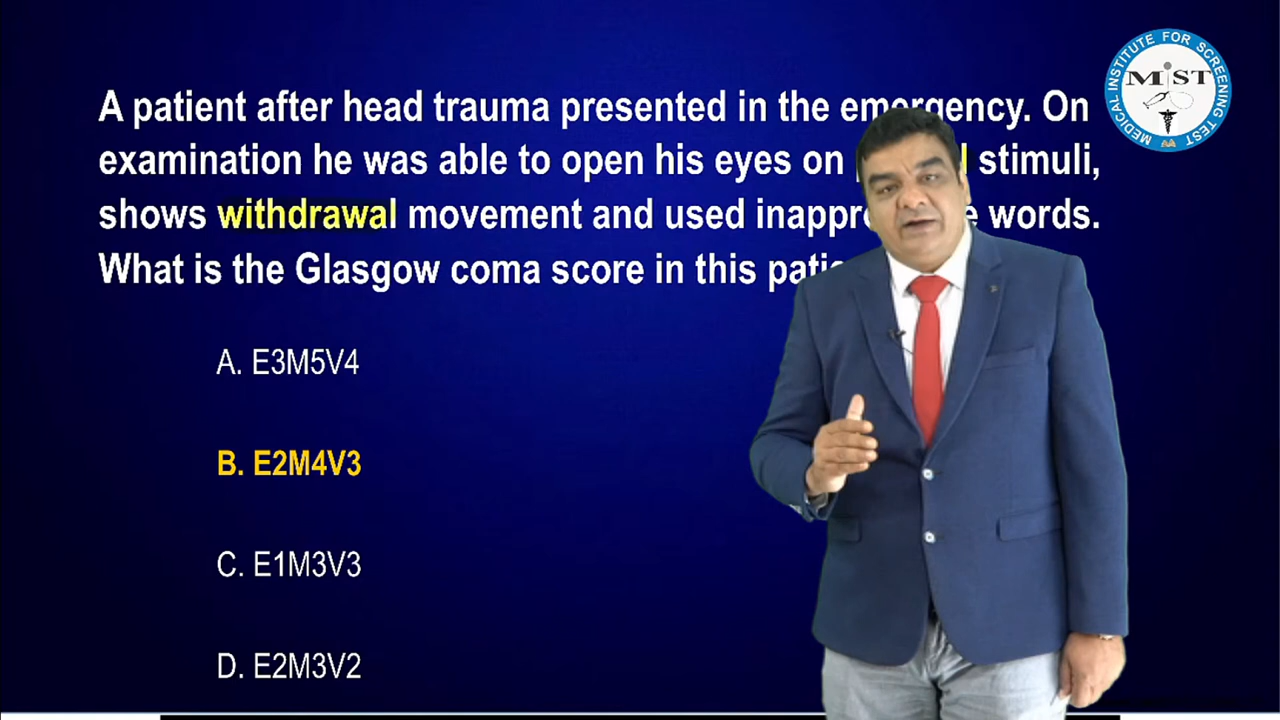 A patient after head trauma presented in the emergency. On
examination he was able to open his eyes on stimuli,
shows withdrawal movement and used words.
What is the Glasgow coma score in this
A. E3M5V4
B. E2M4V3
C. E1M3V3
D. E2M3V2
MEDICAL INSTITUTE FOR SCREENING TEST
MIST